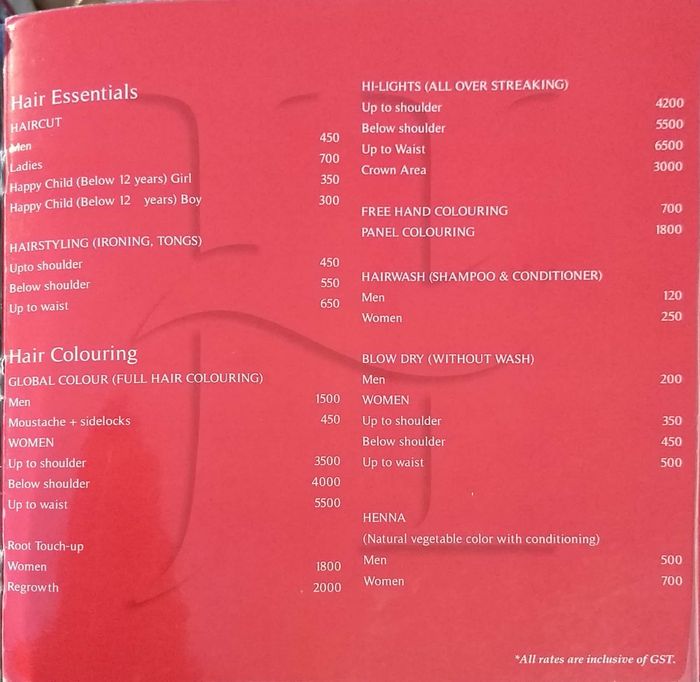 Hair Essentials
HAIRCUT
Men 450
Ladies 700
Happy Child (Below 12 years) Girl 350
Happy Child (Below 12 years) Boy 300
HAIRSTYLING (IRONING, TONGS)
Upto shoulder 450
Below shoulder 550
Up to waist 650
Hair Colouring
GLOBAL COLOUR (FULL HAIR COLOURING)
Men 1500
Moustache + sidelocks 450
WOMEN
Up to shoulder 3500
Below shoulder 4000
Up to waist 5500
Root Touch-up
Women 1800
Regrowth 2000
HI-LIGHTS (ALL OVER STREAKING)
Up to shoulder 4200
Below shoulder 5500
Up to Waist 6500
Crown Area 3000
FREE HAND COLOURING 700
PANEL COLOURING 1800
HAIRWASH (SHAMPOO & CONDITIONER)
Men 120
Women 250
BLOW DRY (WITHOUT WASH)
Men 200
WOMEN
Up to shoulder 350
Below shoulder 450
Up to waist 500
HENNA
(Natural vegetable color with conditioning)
Men 500
Women 700
*All rates are inclusive of GST.